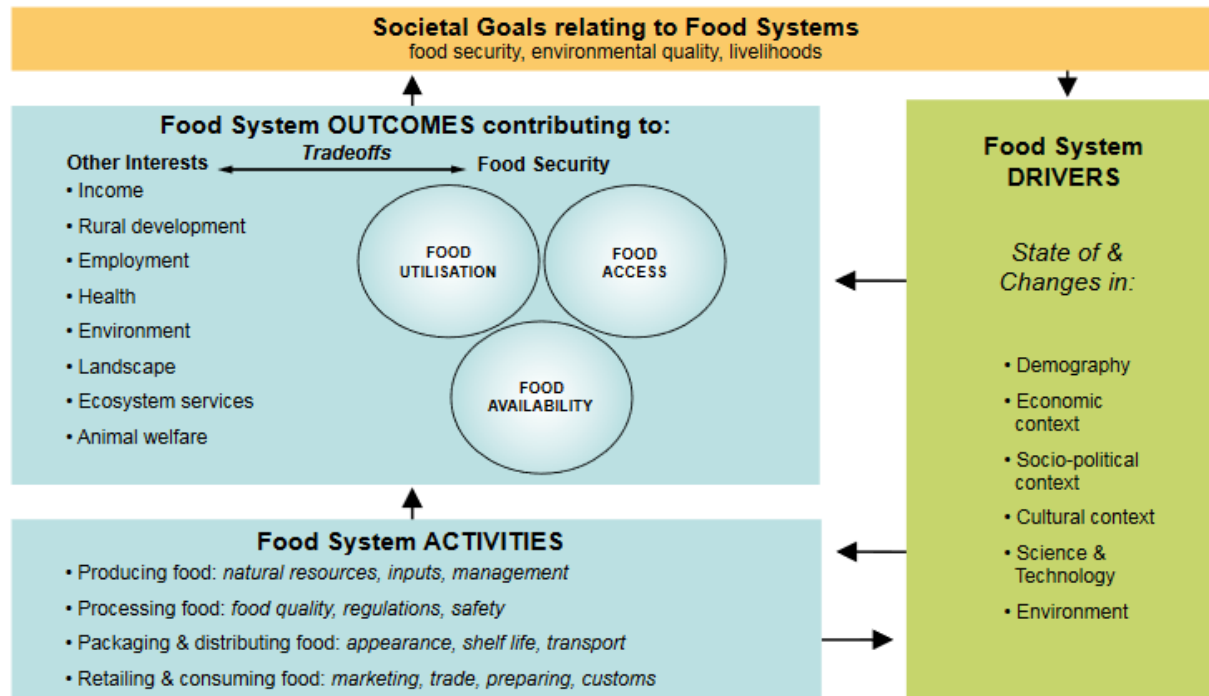 Societal Goals relating to Food Systems
food security, environmental quality, livelihoods
Food System OUTCOMES contributing to:
Other Interests
Tradeoffs
Food Security
• Income
• Rural development
• Employment
• Health
• Environment
• Landscape
• Ecosystem services
• Animal welfare
FOOD
UTILISATION
FOOD
ACCESS
FOOD
AVAILABILITY
Food System ACTIVITIES
• Producing food: natural resources, inputs, management
• Processing food: food quality, regulations, safety
• Packaging & distributing food: appearance, shelf life, transport
• Retailing & consuming food: marketing, trade, preparing, customs
Food System
DRIVERS
State of &
Changes in:
• Demography
• Economic
context
• Socio-political
context
• Cultural context
• Science &
Technology
• Environment